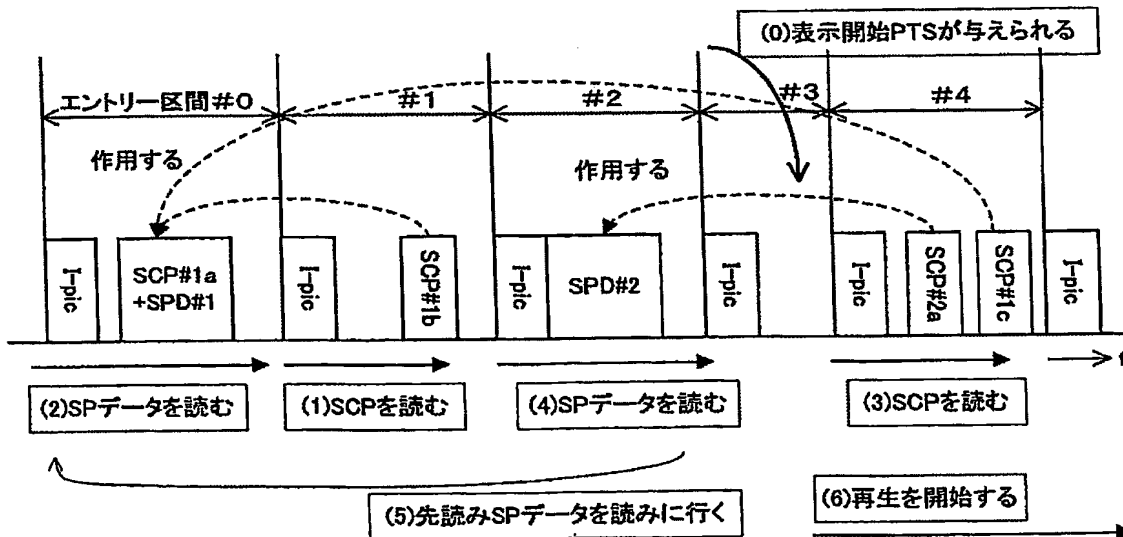 (0)表示開始PTSが与えられる
エントリー区間#0
#1
#2
#3
#4
作用する
作用する
I-pic
SCP#1a
+SPD#1
I-pic
SCP#1b
I-pic
SPD#2
I-pic
I-pic
SCP#2a
SCP#1c
I-pic
(2)SPデータを読む
(1)SCPを読む
(4)SPデータを読む
(3)SCPを読む
(5)先読みSPデータを読みに行く
(6)再生を開始する